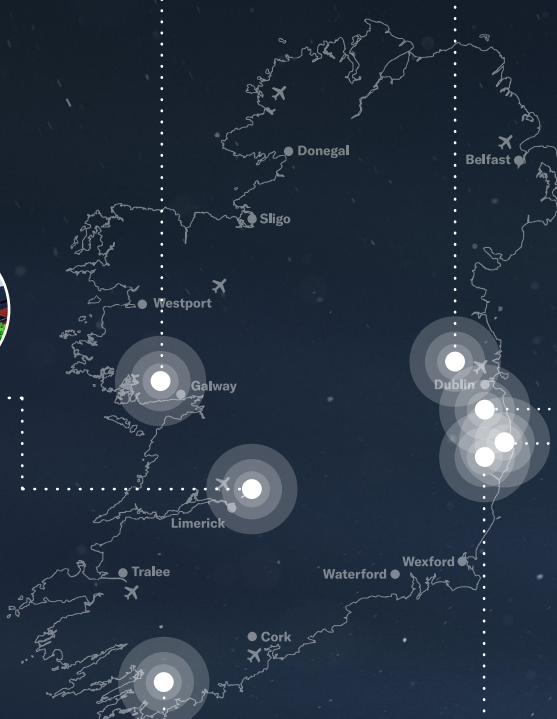 Donegal
Belfast
Sligo
Westport
Dublin
Galway
Limerick
Wexford
Tralee
Waterford
Cork